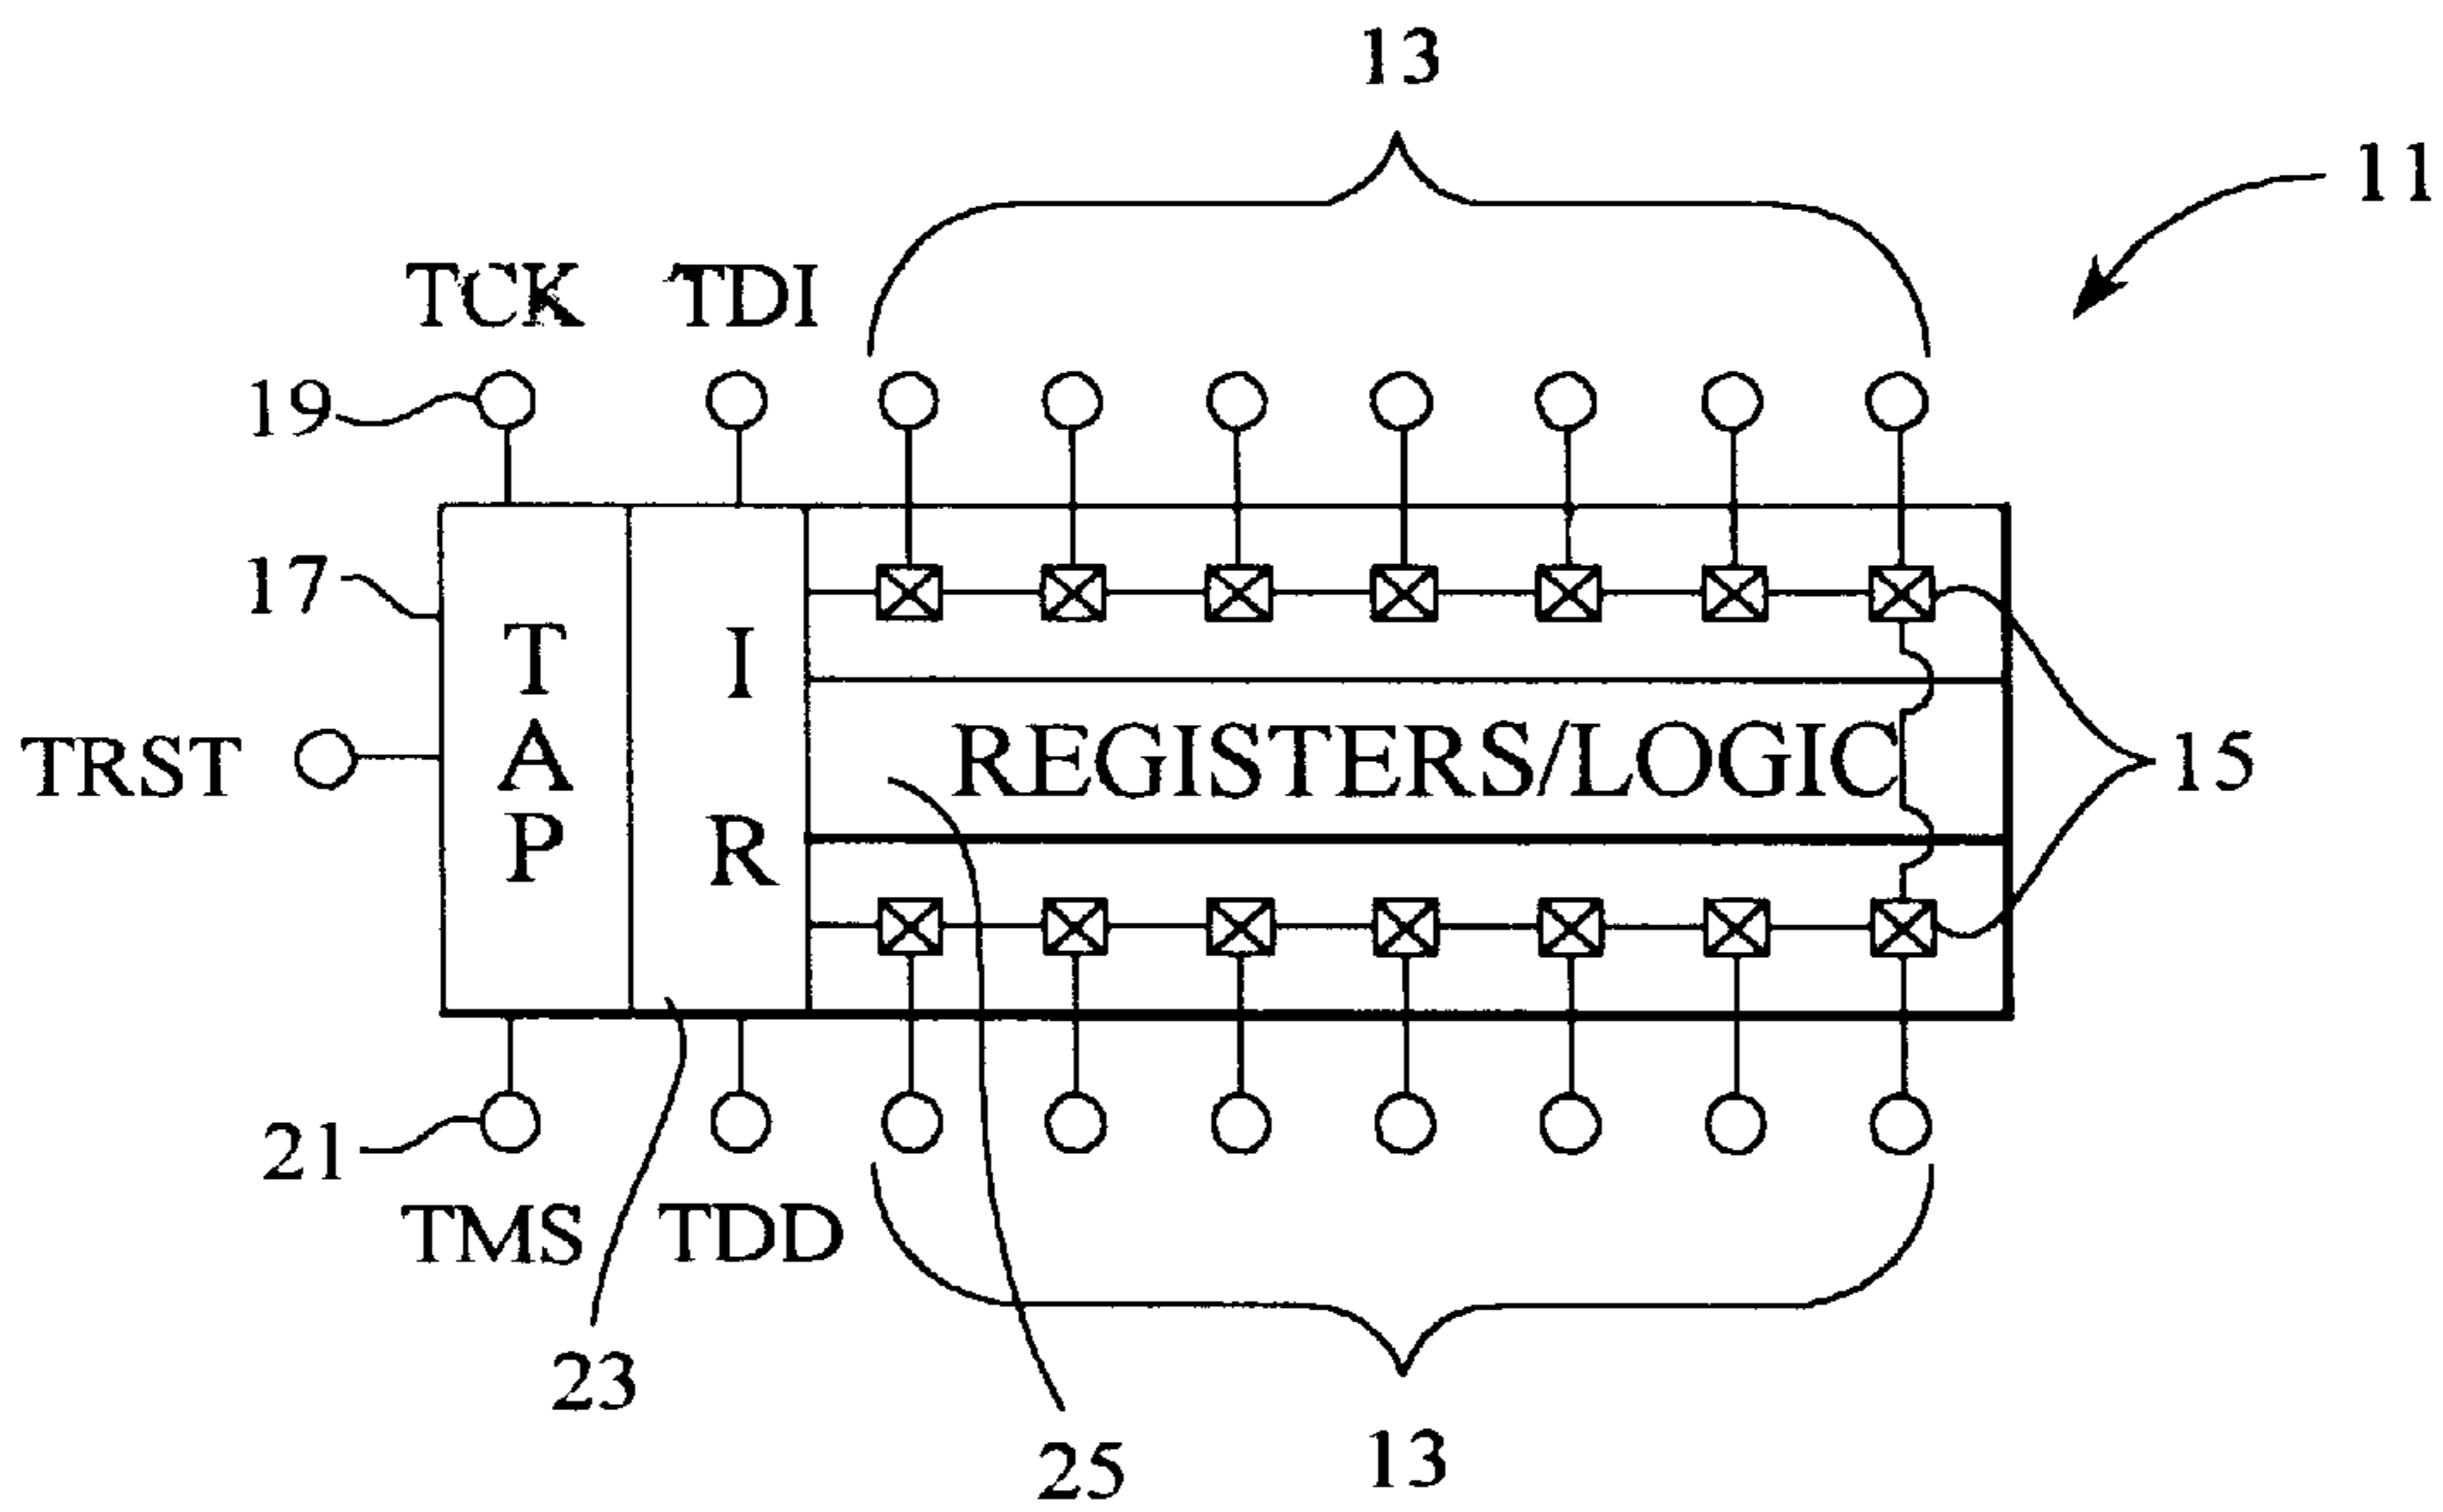 13
11
TCK
TDI
19
17
T
A
P
I
R
TRST
REGISTERS/LOGIC
15
21
TMS
TDD
23
25
13